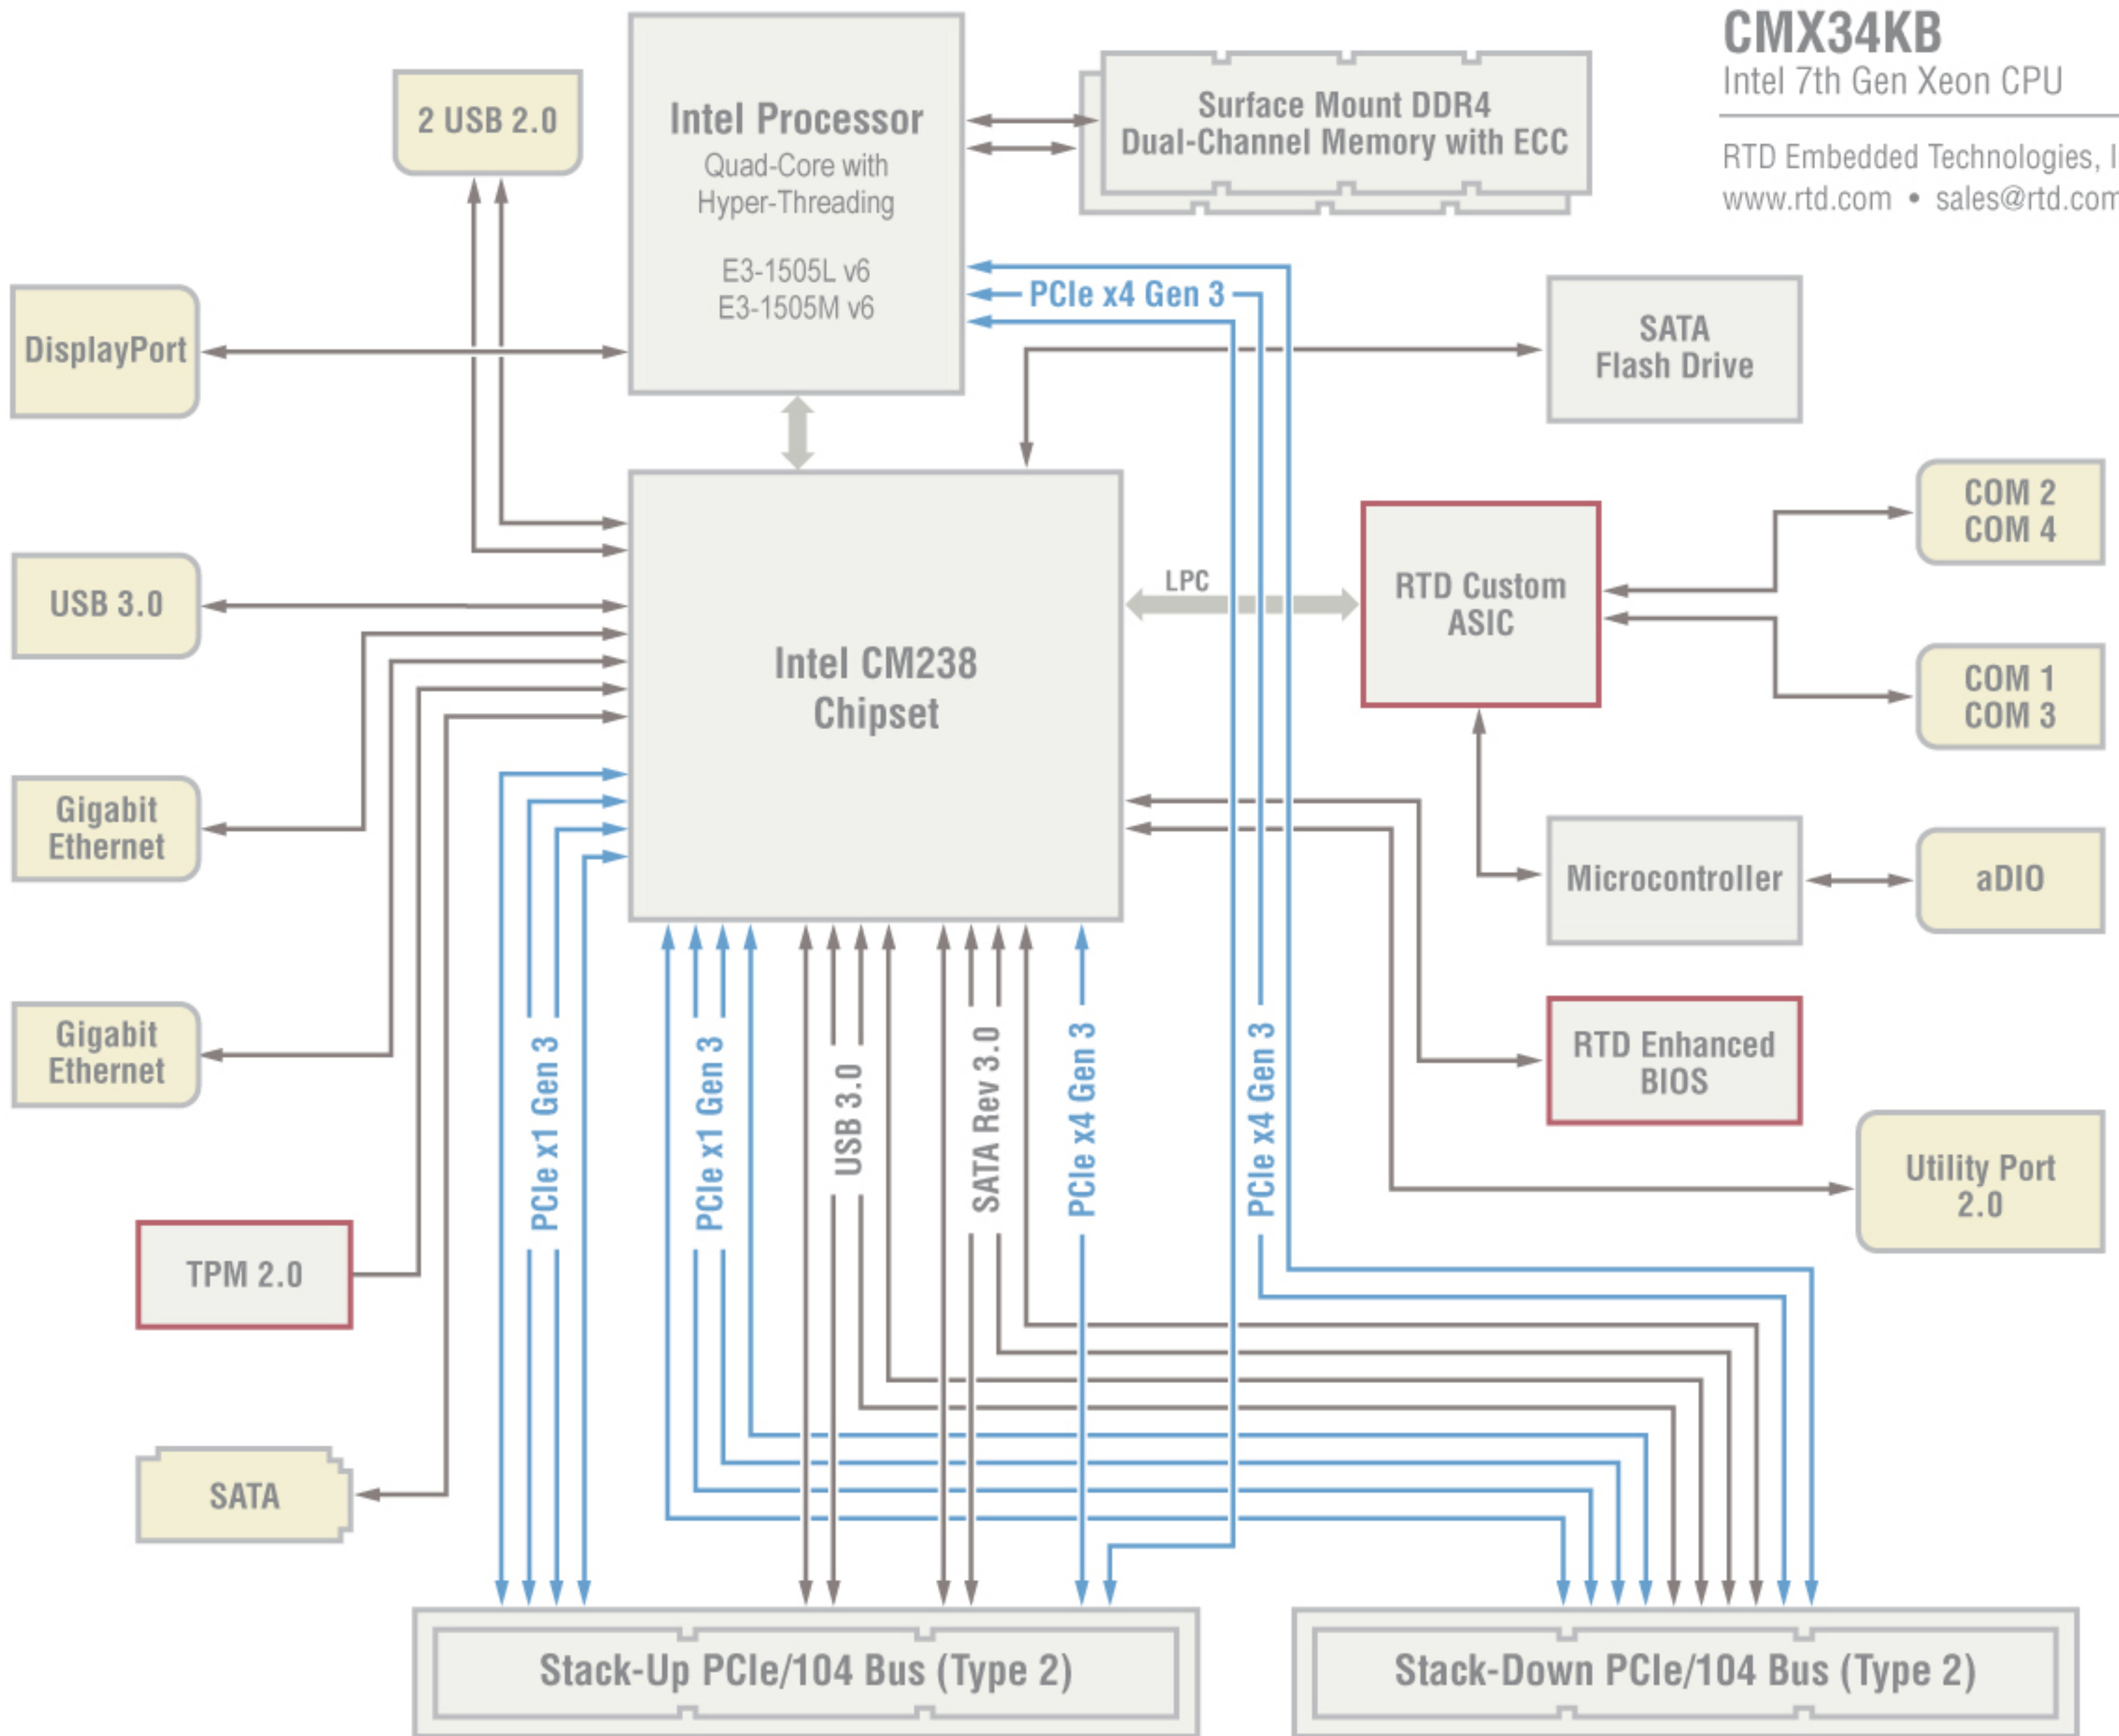 CMX34KB
Intel 7th Gen Xeon CPU
RTD Embedded Technologies, I
www.rtd.com • sales@rtd.com
Intel Processor
Quad-Core with
Hyper-Threading
E3-1505L v6
E3-1505M v6
Surface Mount DDR4
Dual-Channel Memory with ECC
2 USB 2.0
PCIe x4 Gen 3
DisplayPort
SATA
Flash Drive
COM 2
COM 4
USB 3.0
LPC
RTD Custom
ASIC
Intel CM238
Chipset
COM 1
COM 3
Gigabit
Ethernet
Microcontroller
aDIO
Gigabit
Ethernet
PCIe x1 Gen 3
PCIe x1 Gen 3
USB 3.0
SATA Rev 3.0
PCIe x4 Gen 3
PCIe x4 Gen 3
RTD Enhanced
BIOS
Utility Port
2.0
TPM 2.0
SATA
Stack-Up PCIe/104 Bus (Type 2)
Stack-Down PCIe/104 Bus (Type 2)